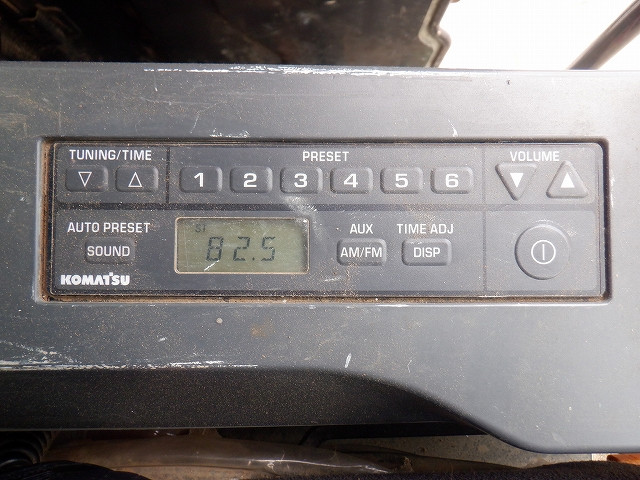 TUNING/TIME PRESET VOLUME
▽ △ 1 2 3 4 5 6 ▼ ▲
AUTO PRESET AUX TIME ADJ
SOUND ST 82.5 AM/FM DISP
KOMATSU